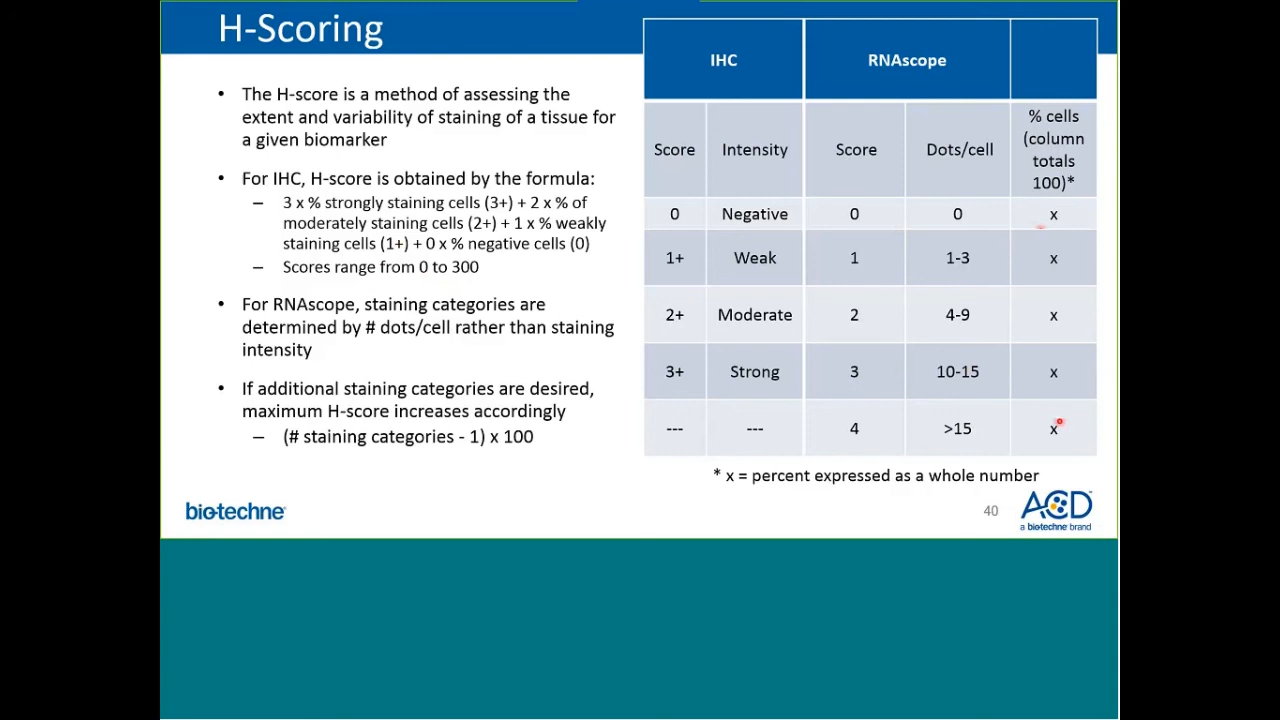 H-Scoring
• The H-score is a method of assessing the
extent and variability of staining of a tissue for
a given biomarker
• For IHC, H-score is obtained by the formula:
– 3 x % strongly staining cells (3+) + 2 x % of
moderately staining cells (2+) + 1 x % weakly
staining cells (1+) + 0 x % negative cells (0)
– Scores range from 0 to 300
• For RNAscope, staining categories are
determined by # dots/cell rather than staining
intensity
• If additional staining categories are desired,
maximum H-score increases accordingly
– (# staining categories - 1) x 100
IHC RNAscope
Score Intensity Score Dots/cell % cells
(column
totals
100)*
0 Negative 0 0 x
1+ Weak 1 1-3 x
2+ Moderate 2 4-9 x
3+ Strong 3 10-15 x
--- --- 4 >15 x
* x = percent expressed as a whole number
bio-techne
40
ACD
a biotechne brand